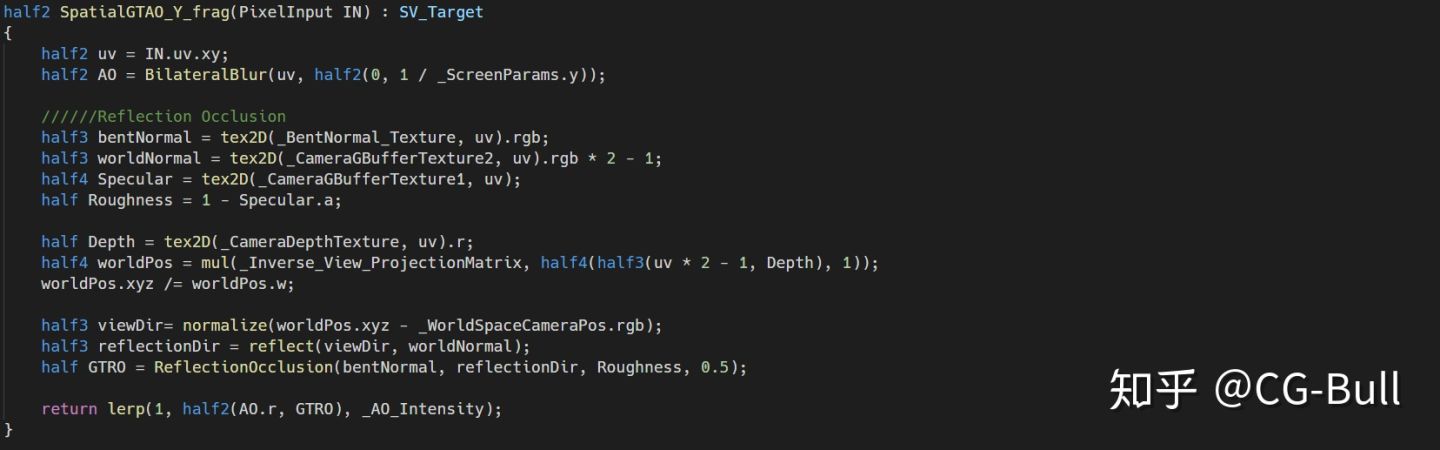 half2 SpatialGTAO_Y_frag(PixelInput IN) : SV_Target
{
    half2 uv = IN.uv.xy;
    half2 AO = BilateralBlur(uv, half2(0, 1 / _ScreenParams.y));
    //////Reflection Occlusion
    half3 bentNormal = tex2D(_BentNormal_Texture, uv).rgb;
    half3 worldNormal = tex2D(_CameraGBufferTexture2, uv).rgb * 2 - 1;
    half4 Specular = tex2D(_CameraGBufferTexture1, uv);
    half Roughness = 1 - Specular.a;
    half Depth = tex2D(_CameraDepthTexture, uv).r;
    half4 worldPos = mul(_Inverse_View_ProjectionMatrix, half4(half3(uv * 2 - 1, Depth), 1));
    worldPos.xyz /= worldPos.w;
    half3 viewDir= normalize(worldPos.xyz - _WorldSpaceCameraPos.rgb);
    half3 reflectionDir = reflect(viewDir, worldNormal);
    half GTRO = ReflectionOcclusion(bentNormal, reflectionDir, Roughness, 0.5);
    return lerp(1, half2(AO.r, GTRO), _AO_Intensity);
}
知乎 @CG-Bull